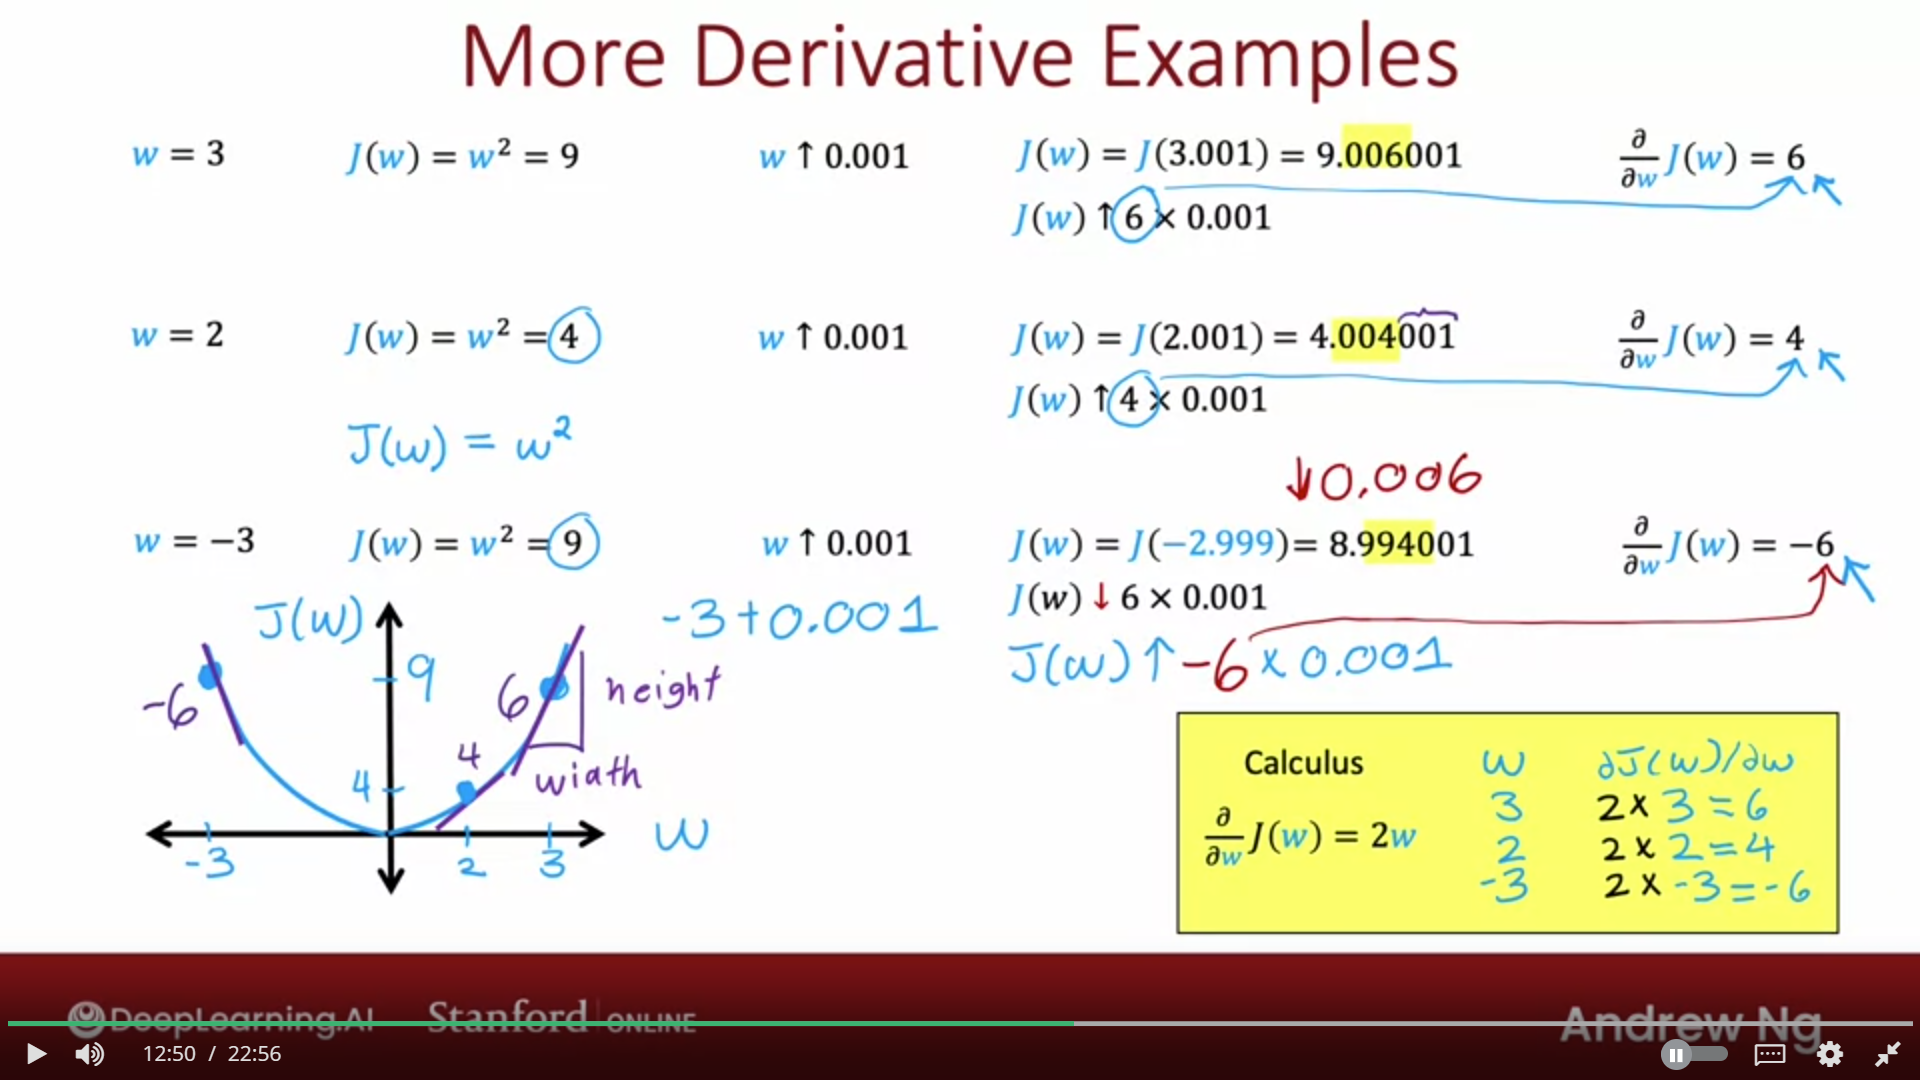 More Derivative Examples
w = 3 J(w) = w² = 9 w ↑ 0.001 J(w) = J(3.001) = 9.006001 ∂/∂w J(w) = 6
J(w) ↑ 6 × 0.001
w = 2 J(w) = w² = 4 w ↑ 0.001 J(w) = J(2.001) = 4.004001 ∂/∂w J(w) = 4
J(w) ↑ 4 × 0.001
J(w) = w²
↓0.006
w = −3 J(w) = w² = 9 w ↑ 0.001 J(w) = J(−2.999)= 8.994001 ∂/∂w J(w) = −6
J(w) ↓ 6 × 0.001
-3+0.001
J(w) ↑ -6 × 0.001
J(w)
9
-6
6
height
4
width
4
w
-3 2 3
Calculus w ∂J(w)/∂w
3 2 × 3 = 6
∂/∂w J(w) = 2w 2 2 × 2 = 4
-3 2 × -3 = -6
DeepLearning.AI Stanford ONLINE Andrew Ng
12:50 / 22:56